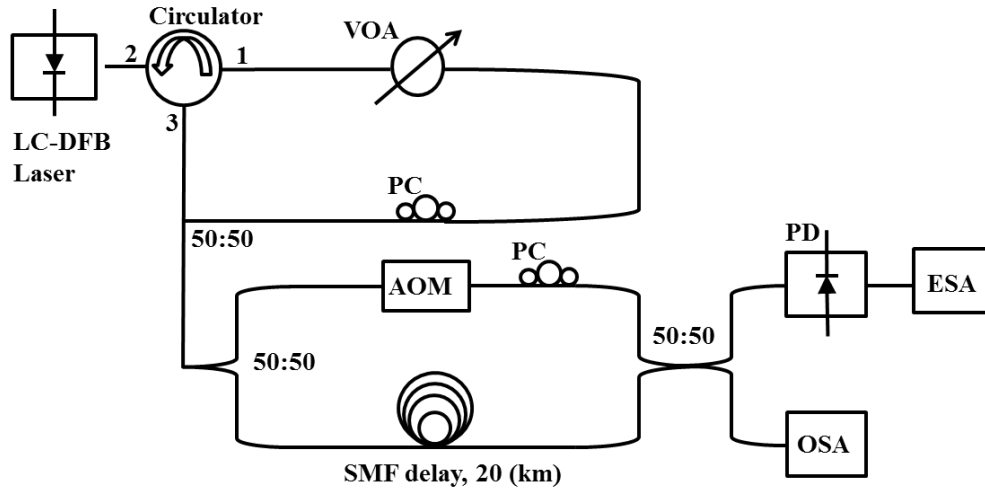 Circulator
VOA
2
1
3
LC-DFB
Laser
PC
50:50
PC
PD
AOM
ESA
50:50
50:50
OSA
SMF delay, 20 (km)